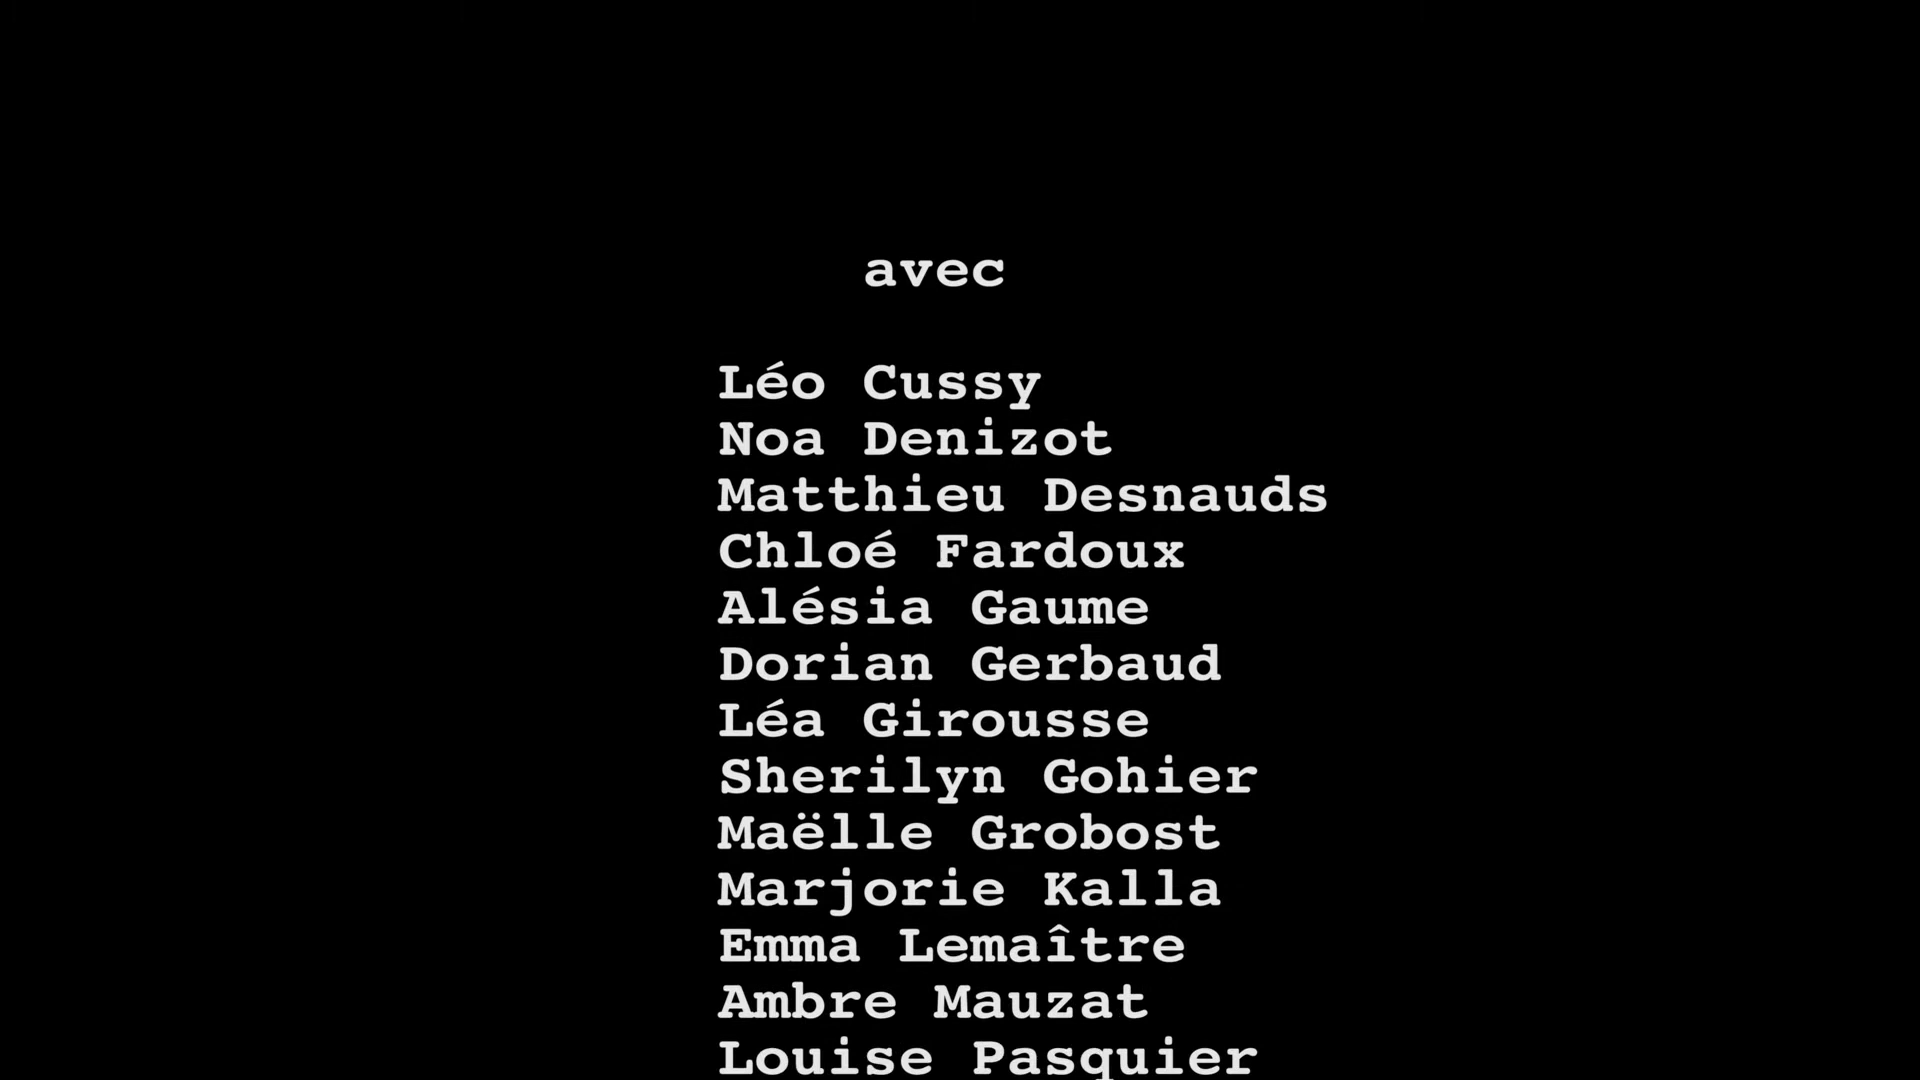 avec
Léo Cussy
Noa Denizot
Matthieu Desnauds
Chloé Fardoux
Alésia Gaume
Dorian Gerbaud
Léa Girousse
Sherilyn Gohier
Maëlle Grobost
Marjorie Kalla
Emma Lemaître
Ambre Mauzat
Louise Pasquier